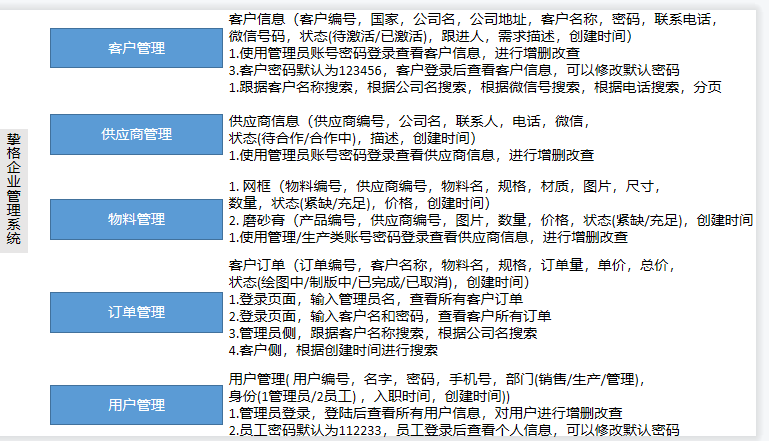 挚格企业管理系统
客户管理
客户信息（客户编号，国家，公司名，公司地址，客户名称，密码，联系电话，
微信号码，状态(待激活/已激活)，跟进人，需求描述，创建时间）
1.使用管理员账号密码登录查看客户信息，进行增删改查
3.客户密码默认为123456，客户登录后查看客户信息，可以修改默认密码
1.跟据客户名称搜索，根据公司名搜索，根据微信号搜索，根据电话搜索，分页
供应商管理
供应商信息（供应商编号，公司名，联系人，电话，微信，
状态(待合作/合作中)，描述，创建时间）
1.使用管理员账号密码登录查看供应商信息，进行增删改查
物料管理
1. 网框（物料编号，供应商编号，物料名，规格，材质，图片，尺寸，
数量，状态(紧缺/充足)，价格，创建时间）
2. 磨砂膏（产品编号，供应商编号，图片，数量，价格，状态(紧缺/充足)，创建时间
1.使用管理/生产类账号密码登录查看供应商信息，进行增删改查
订单管理
客户订单（订单编号，客户名称，物料名，规格，订单量，单价，总价，
状态(绘图中/制版中/已完成/已取消)，创建时间）
1.登录页面，输入管理员名，查看所有客户订单
2.登录页面，输入客户名和密码，查看客户所有订单
3.管理员侧，跟据客户名称搜索，根据公司名搜索
4.客户侧，根据创建时间进行搜索
用户管理
用户管理( 用户编号，名字，密码，手机号，部门(销售/生产/管理)，
身份(1管理员/2员工) ，入职时间，创建时间))
1.管理员登录，登陆后查看所有用户信息，对用户进行增删改查
2.员工密码默认为112233，员工登录后查看个人信息，可以修改默认密码